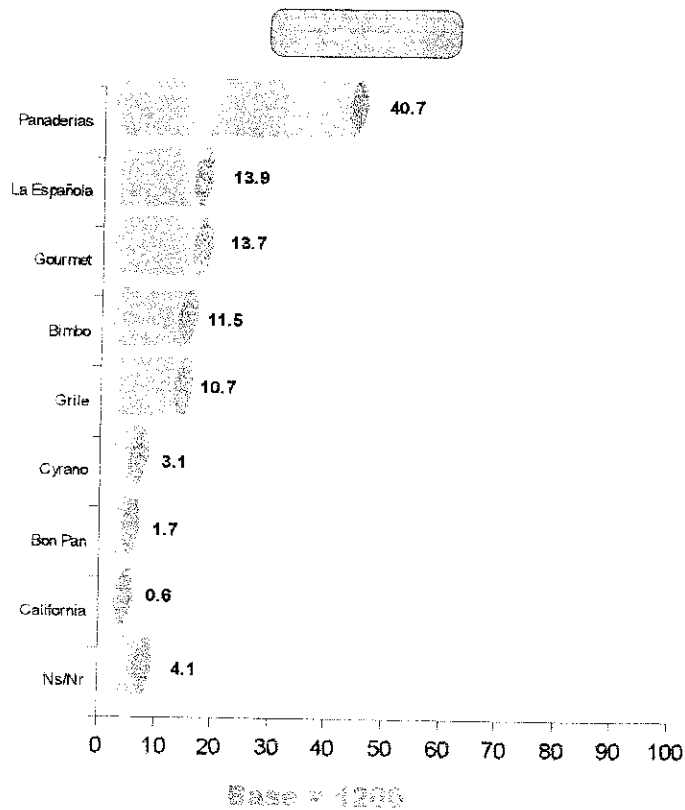 Panaderias 40.7
La Española 13.9
Gourmet 13.7
Bimbo 11.5
Grile 10.7
Cyrano 3.1
Bon Pan 1.7
California 0.6
Ns/Nr 4.1
0 10 20 30 40 50 60 70 80 90 100
Base = 1200